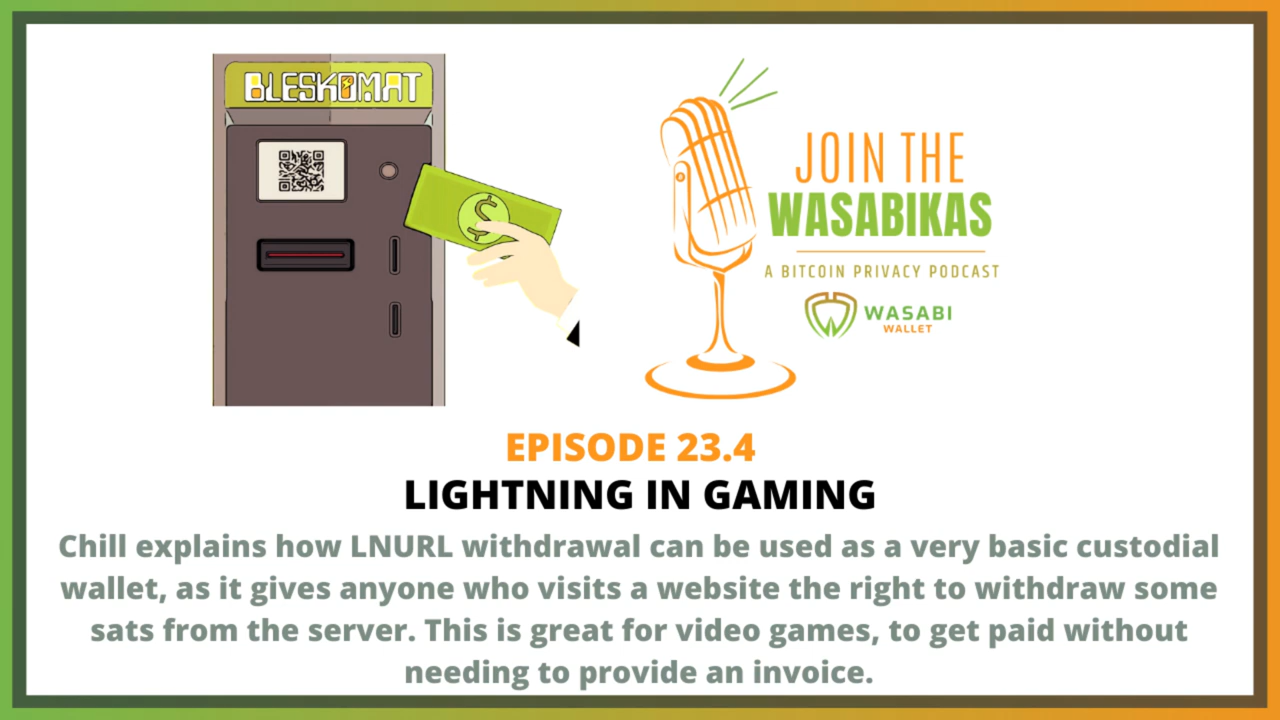 BLESKOMAT
JOIN THE
WASABIKAS
A BITCOIN PRIVACY PODCAST
WASABI
WALLET
EPISODE 23.4
LIGHTNING IN GAMING
Chill explains how LNURL withdrawal can be used as a very basic custodial
wallet, as it gives anyone who visits a website the right to withdraw some
sats from the server. This is great for video games, to get paid without
needing to provide an invoice.